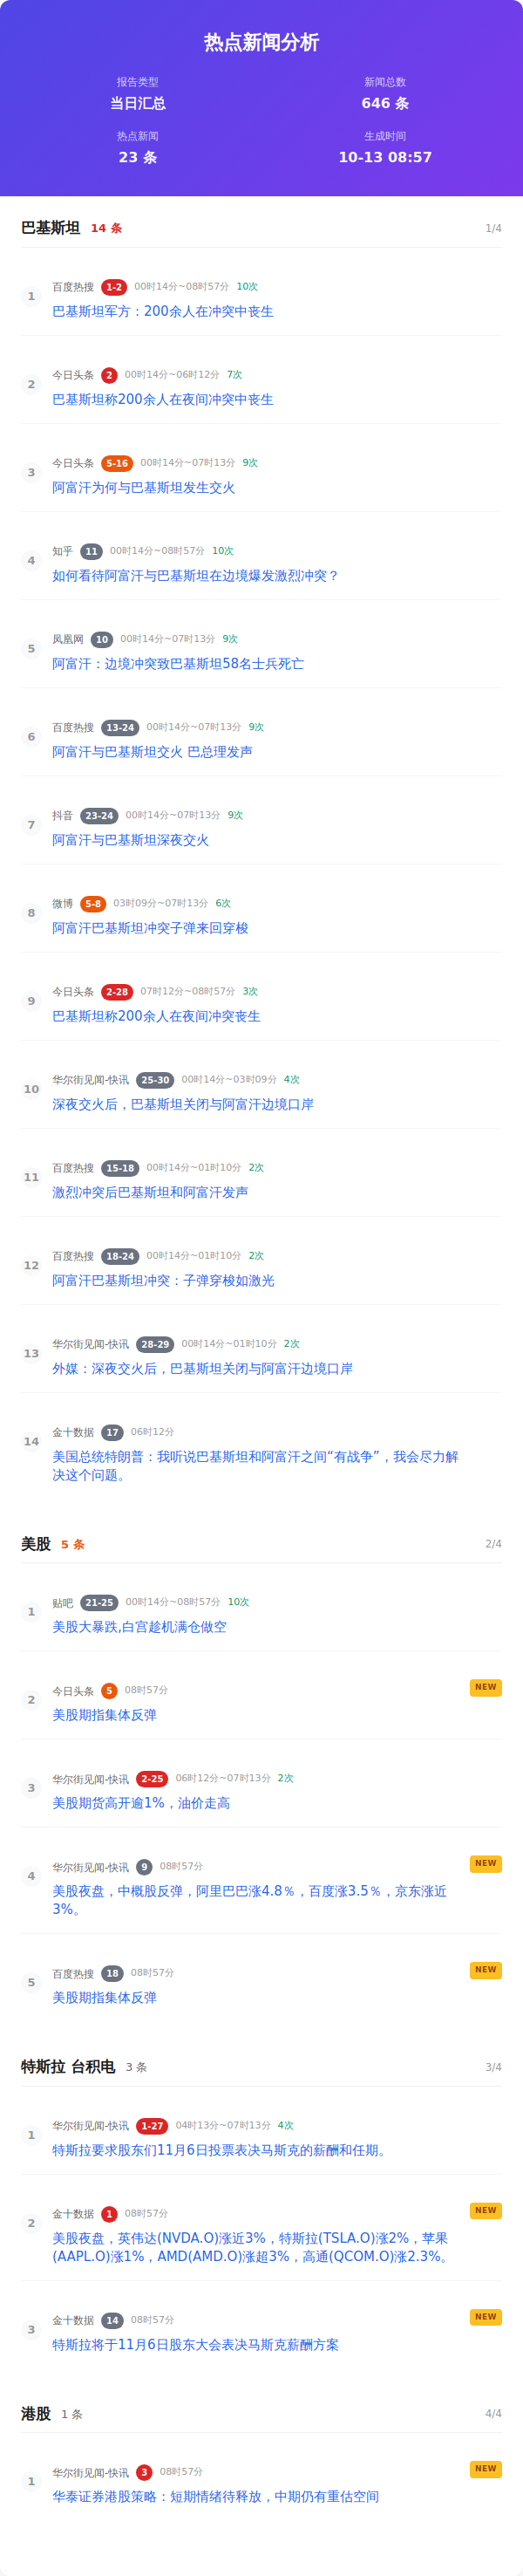 热点新闻分析
报告类型
新闻总数
当日汇总
646 条
热点新闻
生成时间
23 条
10-13 08:57
巴基斯坦 14 条 1/4
1 百度热搜 1-2 00时14分~08时57分 10次
巴基斯坦军方：200余人在冲突中丧生
2 今日头条 2 00时14分~06时12分 7次
巴基斯坦称200余人在夜间冲突中丧生
3 今日头条 5-16 00时14分~07时13分 9次
阿富汗为何与巴基斯坦发生交火
4 知乎 11 00时14分~08时57分 10次
如何看待阿富汗与巴基斯坦在边境爆发激烈冲突？
5 凤凰网 10 00时14分~07时13分 9次
阿富汗：边境冲突致巴基斯坦58名士兵死亡
6 百度热搜 13-24 00时14分~07时13分 9次
阿富汗与巴基斯坦交火 巴总理发声
7 抖音 23-24 00时14分~07时13分 9次
阿富汗与巴基斯坦深夜交火
8 微博 5-8 03时09分~07时13分 6次
阿富汗巴基斯坦冲突子弹来回穿梭
9 今日头条 2-28 07时12分~08时57分 3次
巴基斯坦称200余人在夜间冲突丧生
10 华尔街见闻-快讯 25-30 00时14分~03时09分 4次
深夜交火后，巴基斯坦关闭与阿富汗边境口岸
11 百度热搜 15-18 00时14分~01时10分 2次
激烈冲突后巴基斯坦和阿富汗发声
12 百度热搜 18-24 00时14分~01时10分 2次
阿富汗巴基斯坦冲突：子弹穿梭如激光
13 华尔街见闻-快讯 28-29 00时14分~01时10分 2次
外媒：深夜交火后，巴基斯坦关闭与阿富汗边境口岸
14 金十数据 17 06时12分
美国总统特朗普：我听说巴基斯坦和阿富汗之间“有战争”，我会尽力解
决这个问题。
美股 5 条 2/4
1 贴吧 21-25 00时14分~08时57分 10次
美股大暴跌,白宫趁机满仓做空
2 今日头条 5 08时57分 NEW
美股期指集体反弹
3 华尔街见闻-快讯 2-25 06时12分~07时13分 2次
美股期货高开逾1%，油价走高
4 华尔街见闻-快讯 9 08时57分 NEW
美股夜盘，中概股反弹，阿里巴巴涨4.8％，百度涨3.5％，京东涨近
3%。
5 百度热搜 18 08时57分 NEW
美股期指集体反弹
特斯拉 台积电 3 条 3/4
1 华尔街见闻-快讯 1-27 04时13分~07时13分 4次
特斯拉要求股东们11月6日投票表决马斯克的薪酬和任期。
2 金十数据 1 08时57分 NEW
美股夜盘，英伟达(NVDA.O)涨近3%，特斯拉(TSLA.O)涨2%，苹果
(AAPL.O)涨1%，AMD(AMD.O)涨超3%，高通(QCOM.O)涨2.3%。
3 金十数据 14 08时57分 NEW
特斯拉将于11月6日股东大会表决马斯克薪酬方案
港股 1 条 4/4
1 华尔街见闻-快讯 3 08时57分 NEW
华泰证券港股策略：短期情绪待释放，中期仍有重估空间